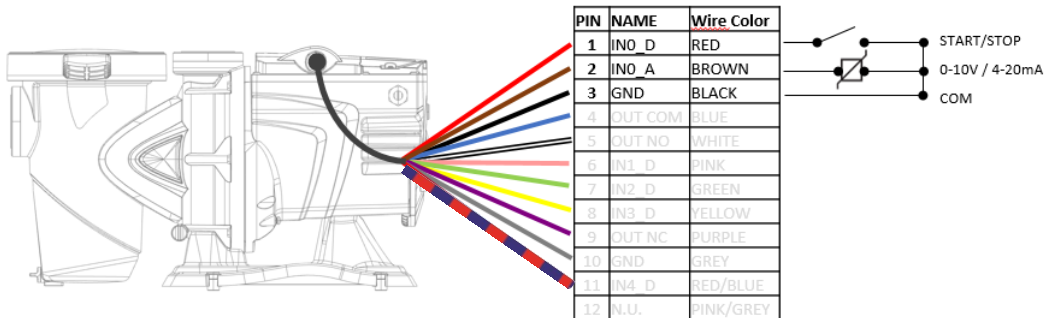 PIN NAME Wire Color
1 IN0_D RED
2 IN0_A BROWN
3 GND BLACK
4 OUT COM BLUE
5 OUT NO WHITE
6 IN1_D PINK
7 IN2_D GREEN
8 IN3_D YELLOW
9 OUT NC PURPLE
10 GND GREY
11 IN4_D RED/BLUE
12 N.U. PINK/GREY
START/STOP
0-10V / 4-20mA
COM